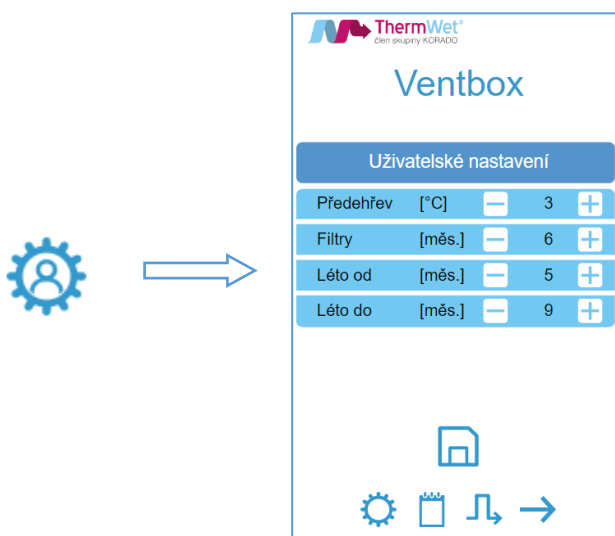 ThermWet®
člen skupiny KORADO
Ventbox
Uživatelské nastavení
Předehřev [°C] − 3 +
Filtry [měs.] − 6 +
Léto od [měs.] − 5 +
Léto do [měs.] − 9 +